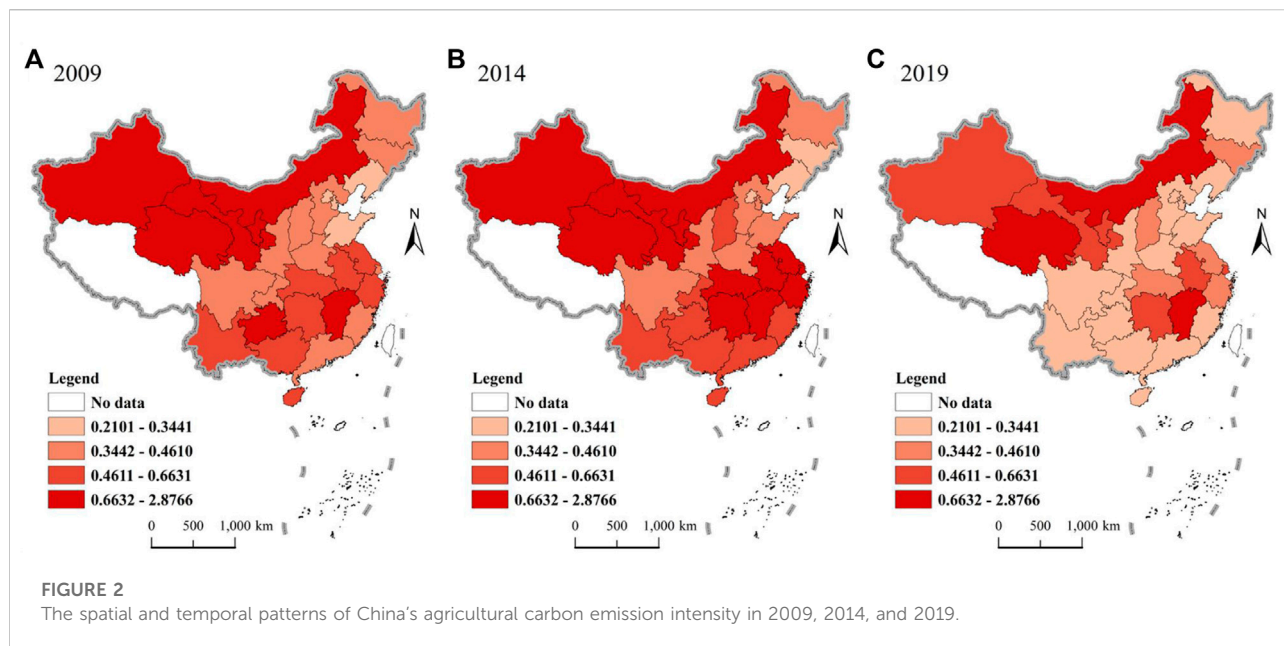 A 2009
N
Legend
No data
0.2101 - 0.3441
0.3442 - 0.4610
0.4611 - 0.6631
0.6632 - 2.8766
0 500 1,000 km
B 2014
N
Legend
No data
0.2101 - 0.3441
0.3442 - 0.4610
0.4611 - 0.6631
0.6632 - 2.8766
0 500 1,000 km
C 2019
N
Legend
No data
0.2101 - 0.3441
0.3442 - 0.4610
0.4611 - 0.6631
0.6632 - 2.8766
0 500 1,000 km
FIGURE 2
The spatial and temporal patterns of China's agricultural carbon emission intensity in 2009, 2014, and 2019.